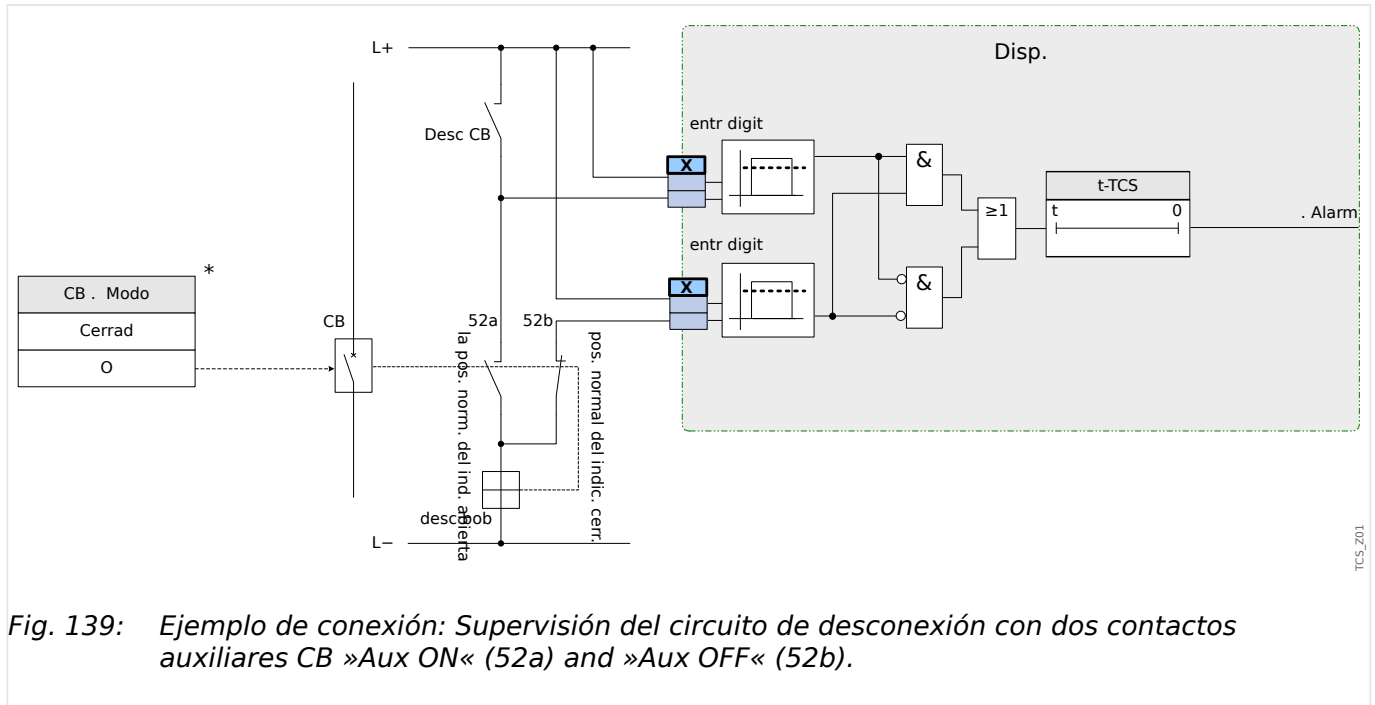 L+
Disp.
entr digit
Desc CB
X
&
t-TCS
t 0
≥1
. Alarm
entr digit
*
CB . Modo
Cerrad
O
X
&
CB
52a
52b
la pos. norm. del ind. abierta
pos. normal del indic. cerr.
desc bob
L−
TCS_Z01
Fig. 139: Ejemplo de conexión: Supervisión del circuito de desconexión con dos contactos
auxiliares CB »Aux ON« (52a) and »Aux OFF« (52b).